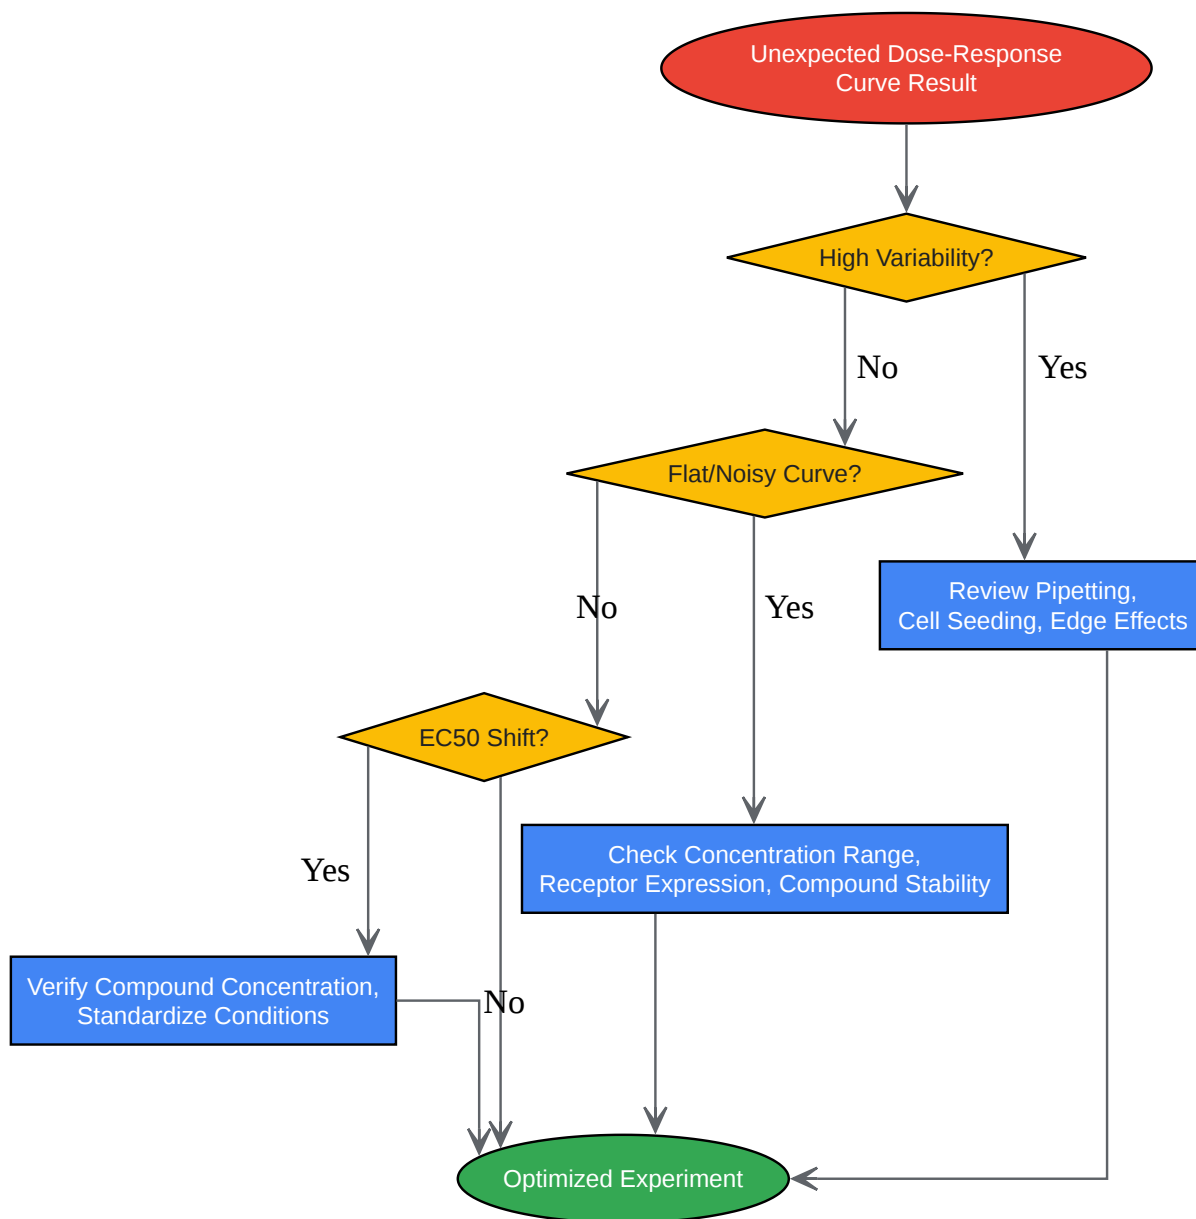 Unexpected Dose-Response
Curve Result
High Variability?
No
Yes
Flat/Noisy Curve?
No
Yes
Review Pipetting,
Cell Seeding, Edge Effects
EC50 Shift?
Yes
No
Check Concentration Range,
Receptor Expression, Compound Stability
Verify Compound Concentration,
Standardize Conditions
Optimized Experiment